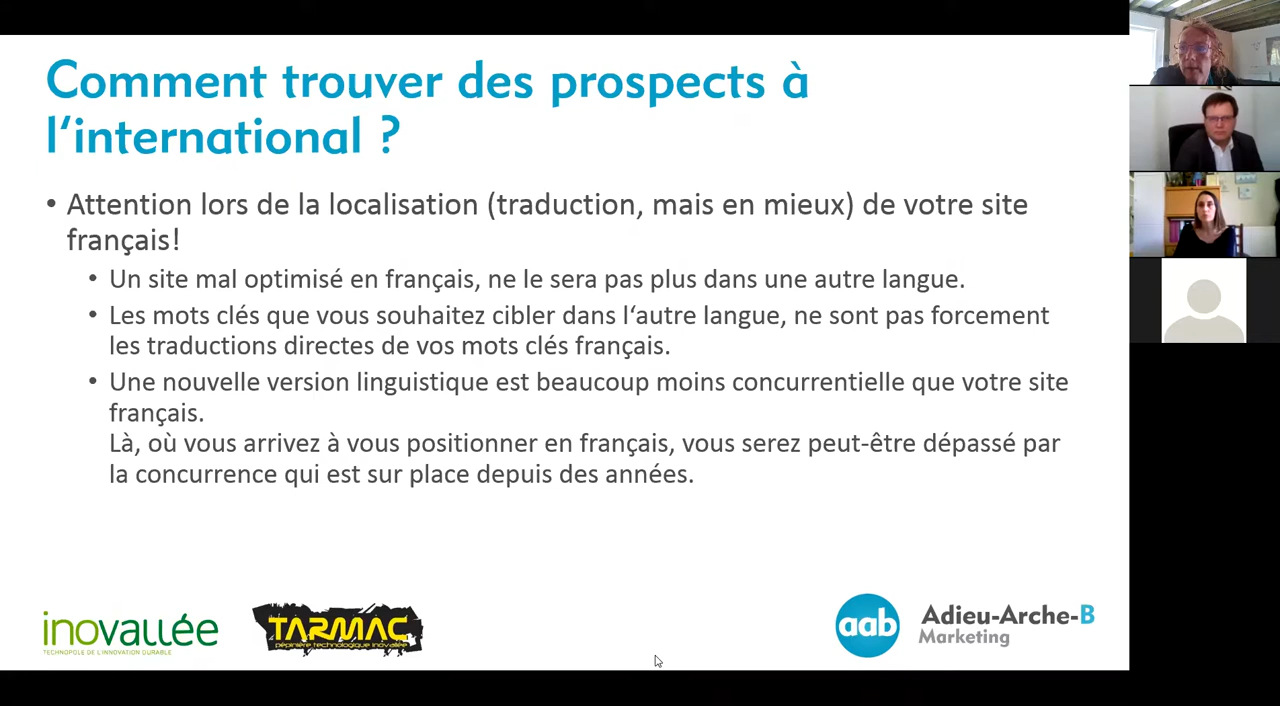 Comment trouver des prospects à
l‘international ?
• Attention lors de la localisation (traduction, mais en mieux) de votre site
français!
• Un site mal optimisé en français, ne le sera pas plus dans une autre langue.
• Les mots clés que vous souhaitez cibler dans l‘autre langue, ne sont pas forcement
les traductions directes de vos mots clés français.
• Une nouvelle version linguistique est beaucoup moins concurrentielle que votre site
français.
Là, où vous arrivez à vous positionner en français, vous serez peut-être dépassé par
la concurrence qui est sur place depuis des années.
inovallée
TECHNOPOLE DE L'INNOVATION DURABLE
TARMAC
pépinière technologique inovallée
aab
Adieu-Arche-B
Marketing